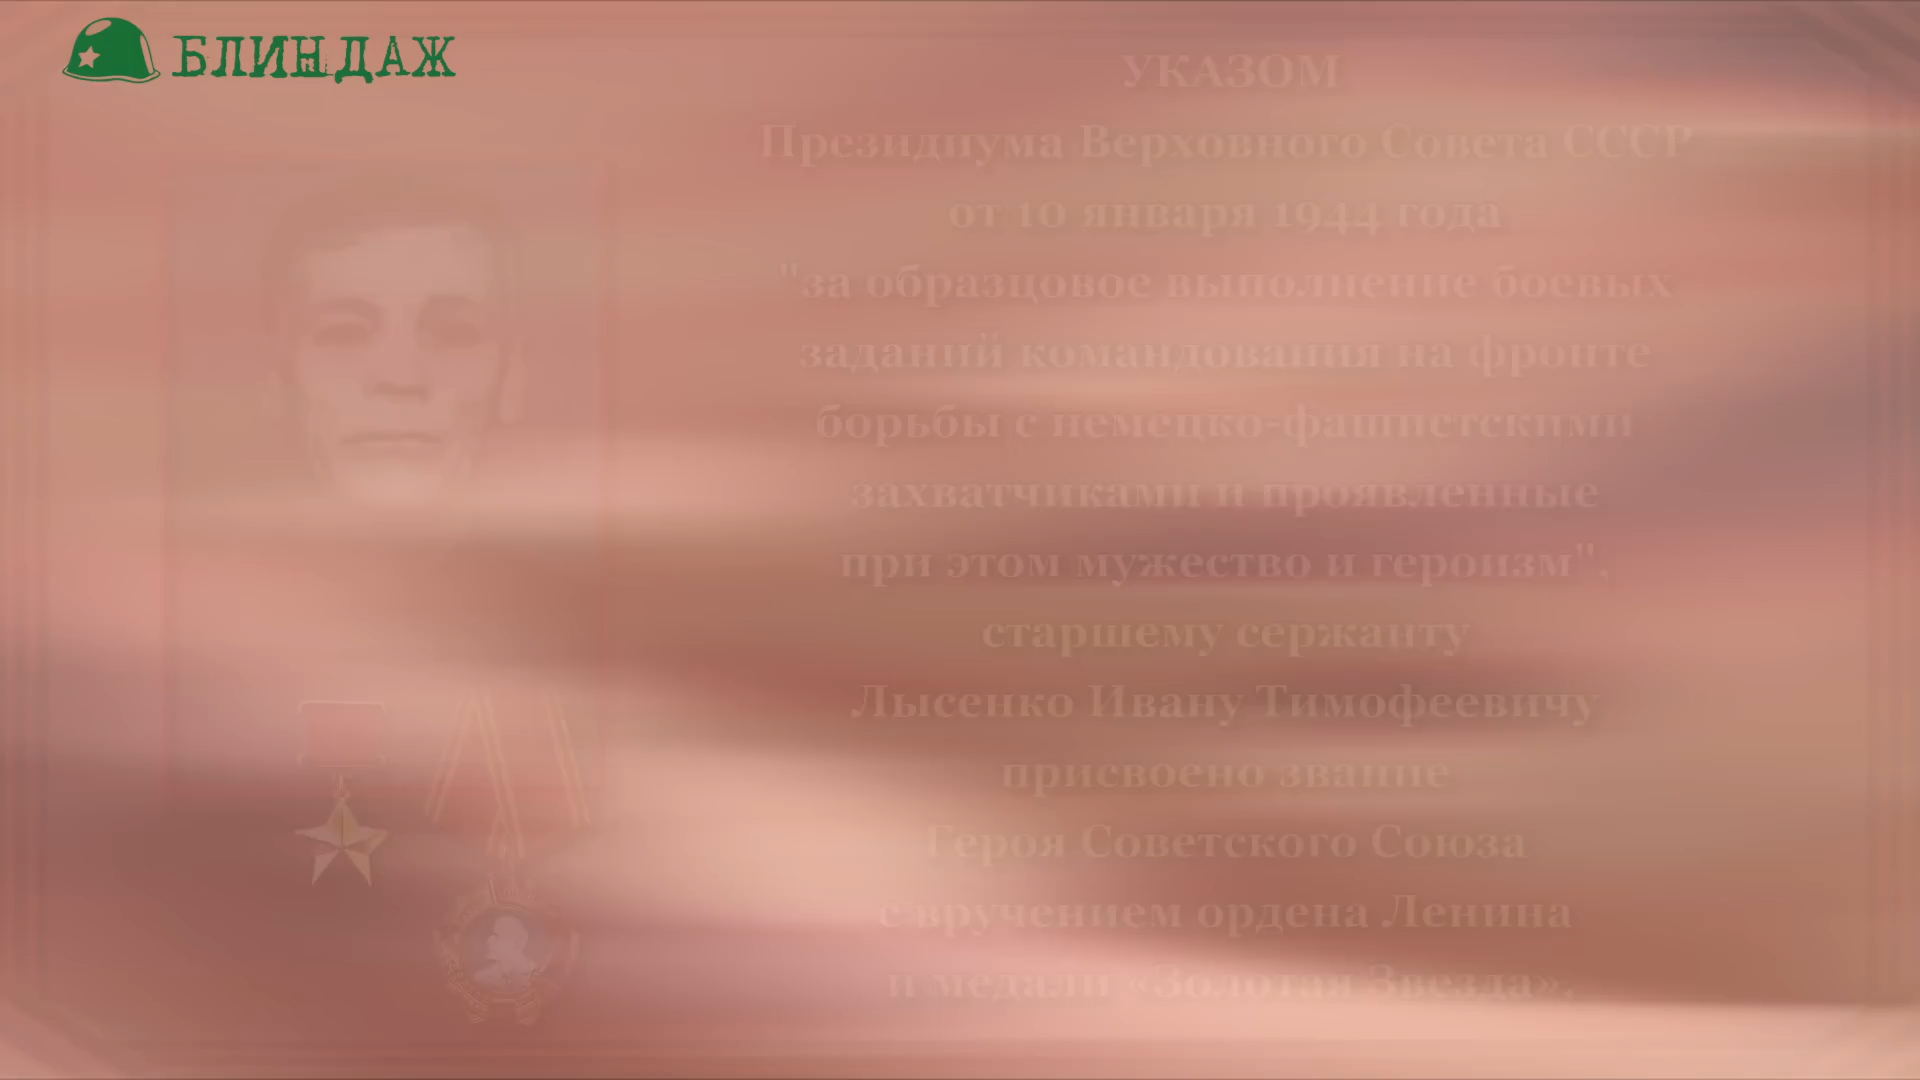 БЛИНДАЖ
УКАЗОМ
Президиума Верховного Совета СССР
от 10 января 1944 года
"за образцовое выполнение боевых
заданий командования на фронте
борьбы с немецко-фашистскими
захватчиками и проявленные
при этом мужество и героизм",
старшему сержанту
Лысенко Ивану Тимофеевичу
присвоено звание
Героя Советского Союза
с вручением ордена Ленина
и медали «Золотая Звезда».